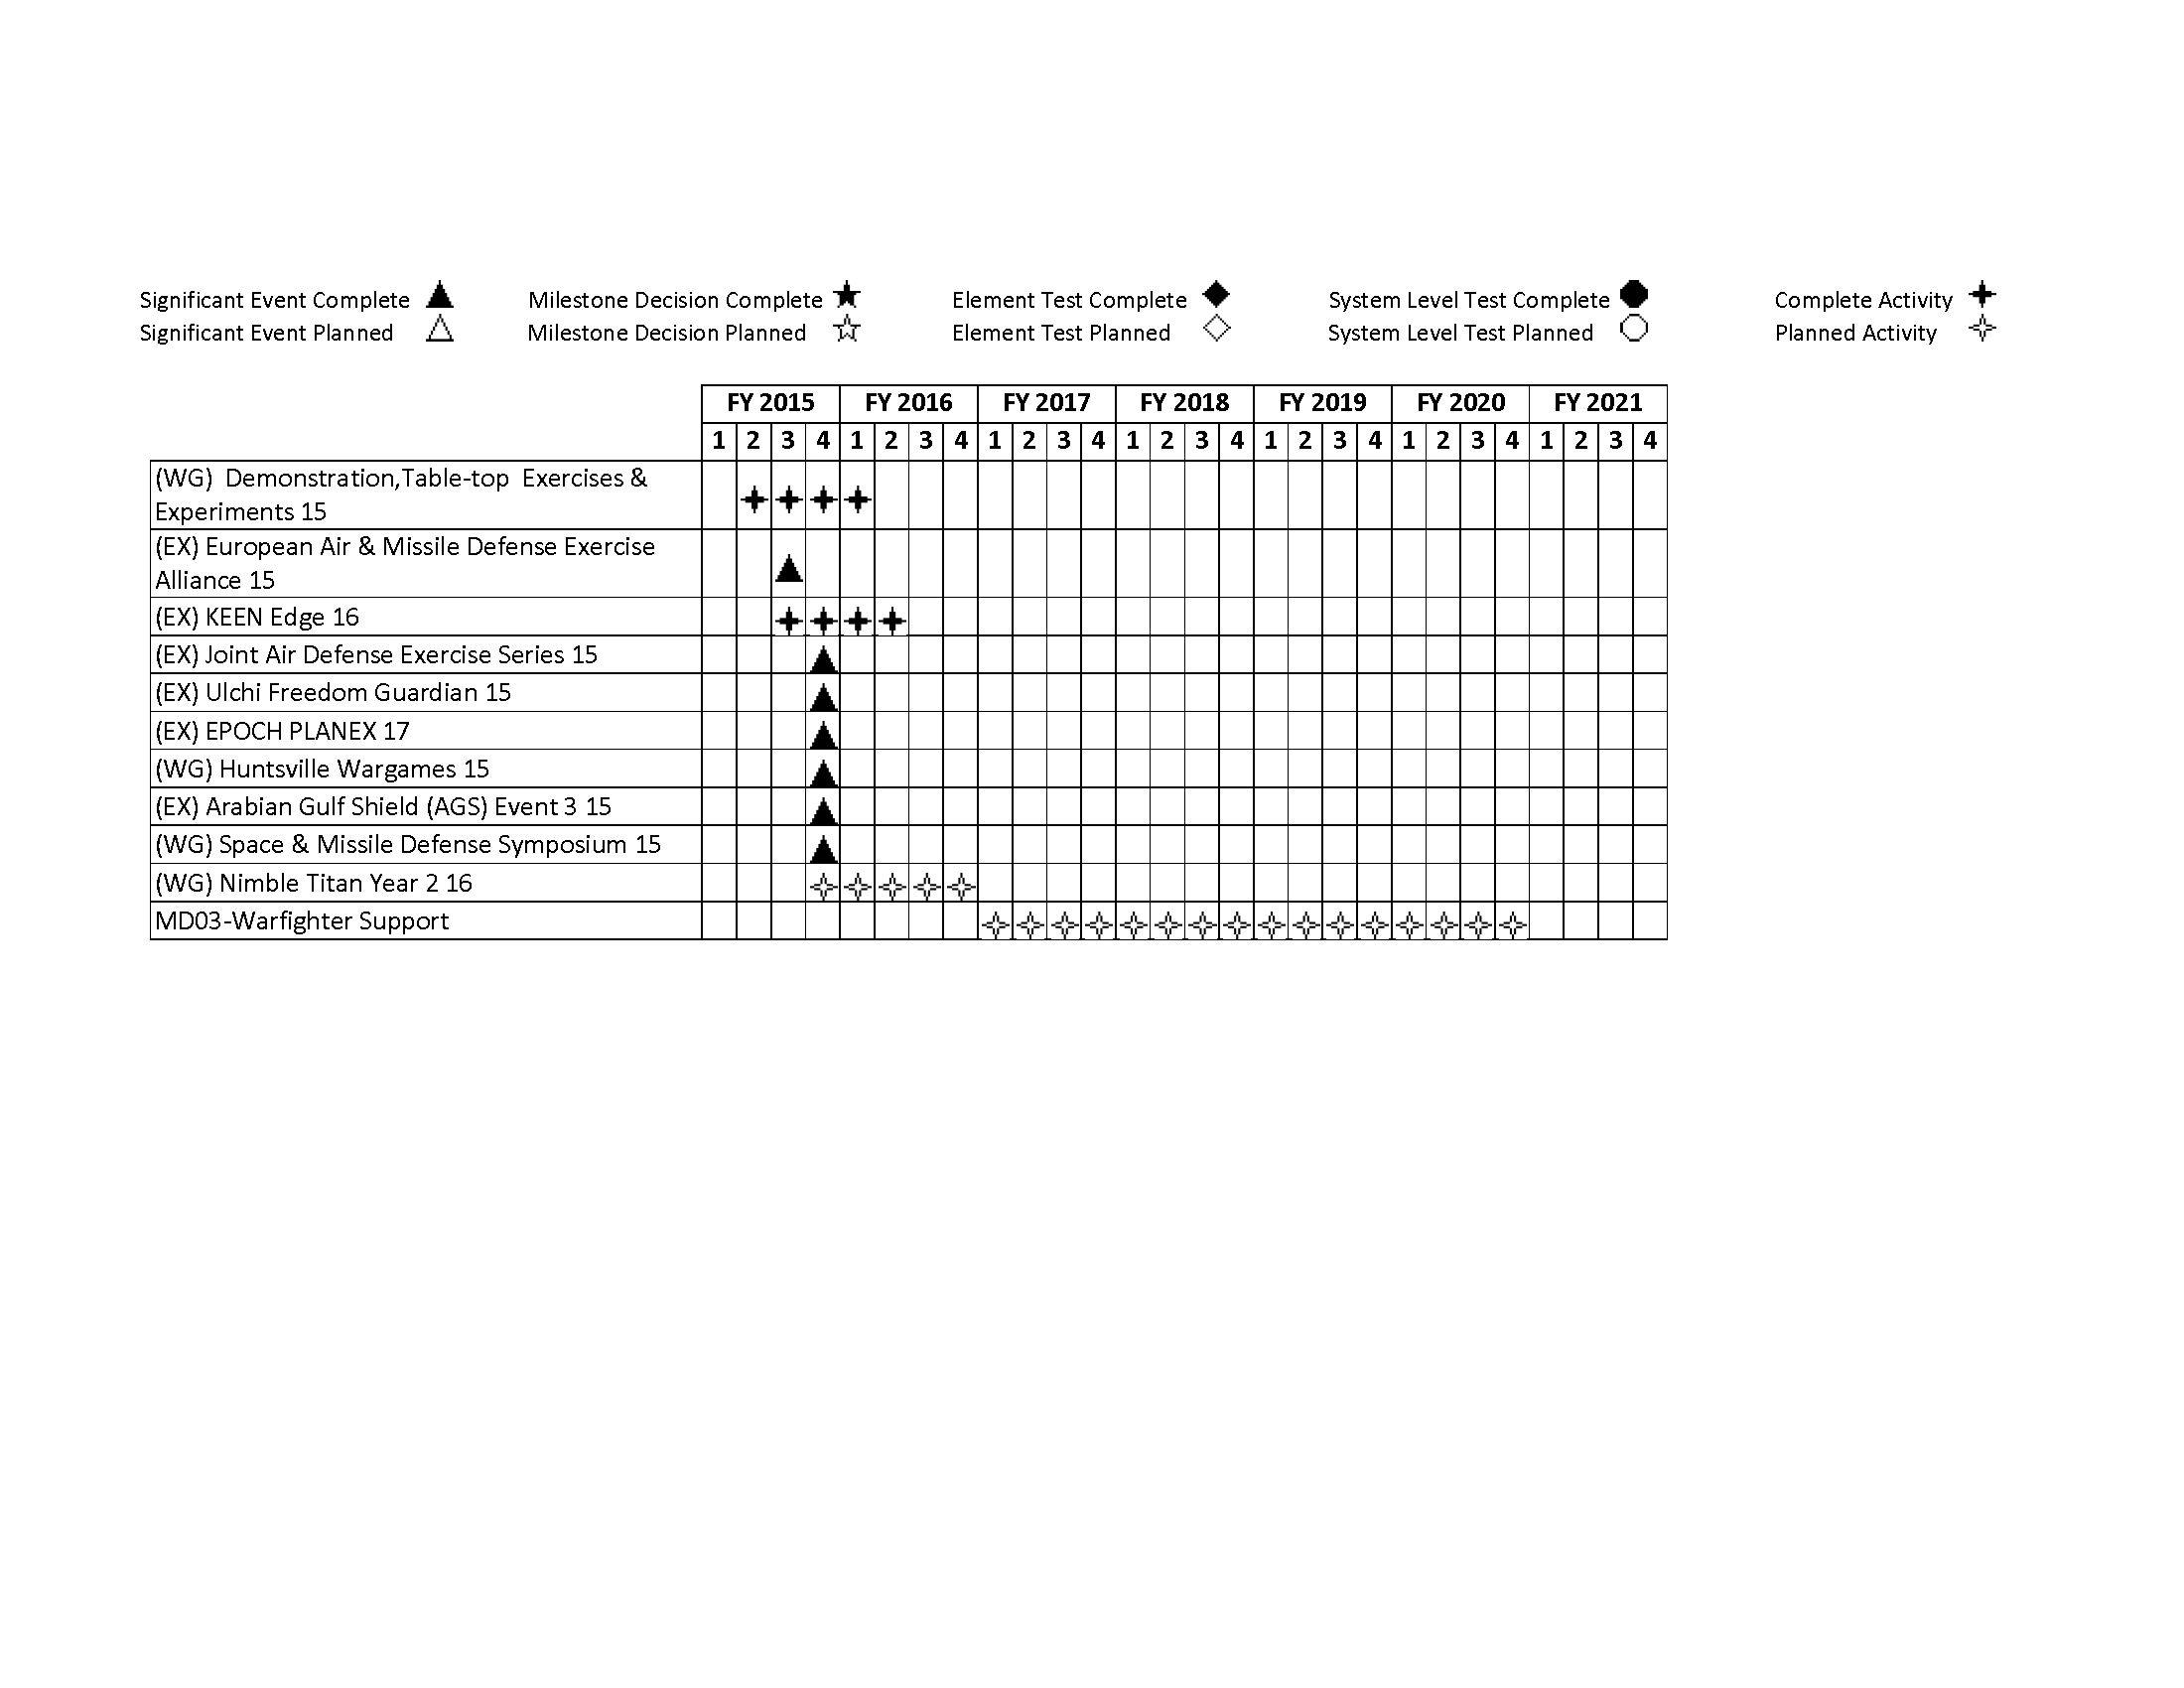 Significant Event Complete Milestone Decision Complete Element Test Complete System Level Test Complete Complete Activity
Significant Event Planned Milestone Decision Planned Element Test Planned System Level Test Planned Planned Activity
FY 2015 FY 2016 FY 2017 FY 2018 FY 2019 FY 2020 FY 2021
1 2 3 4 1 2 3 4 1 2 3 4 1 2 3 4 1 2 3 4 1 2 3 4 1 2 3 4
(WG)  Demonstration,Table-top  Exercises &
Experiments 15
(EX) European Air & Missile Defense Exercise
Alliance 15
(EX) KEEN Edge 16
(EX) Joint Air Defense Exercise Series 15
(EX) Ulchi Freedom Guardian 15
(EX) EPOCH PLANEX 17
(WG) Huntsville Wargames 15
(EX) Arabian Gulf Shield (AGS) Event 3 15
(WG) Space & Missile Defense Symposium 15
(WG) Nimble Titan Year 2 16
MD03-Warfighter Support